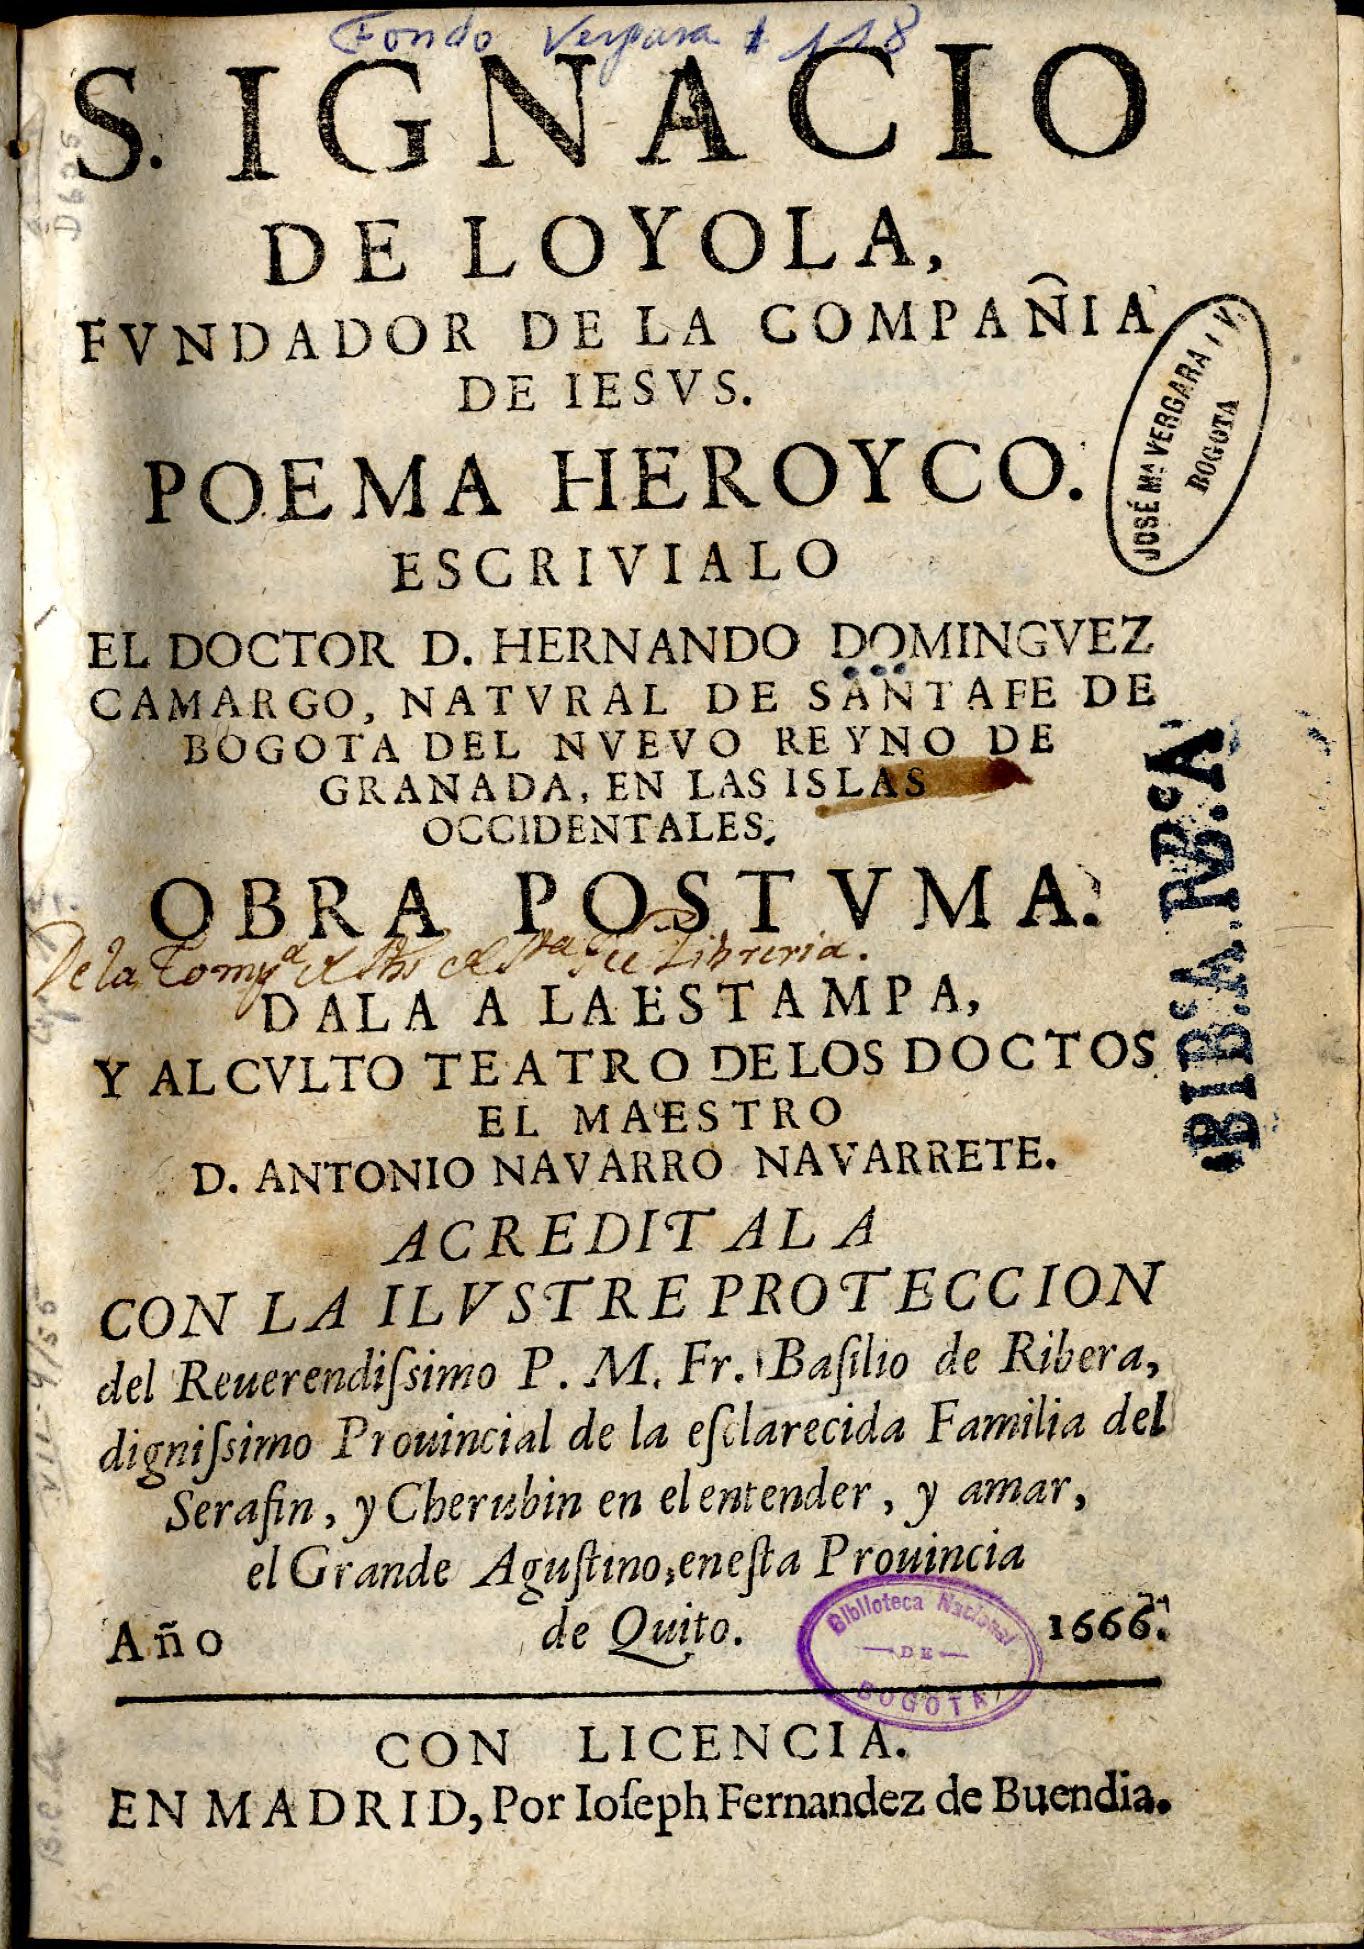 Fondo Vergara # 118
S. IGNACIO
DE LOYOLA,
FVNDADOR DE LA COMPAÑIA
DE IESVS.
POEMA HEROYCO.
ESCRIVIALO
EL DOCTOR D. HERNANDO DOMINGVEZ
CAMARGO, NATVRAL DE SANTAFE DE
BOGOTA DEL NVEVO REYNO DE
GRANADA, EN LAS ISLAS
OCCIDENTALES.
OBRA POSTVMA.
De la Compª de Jhs de Sta Fee Libreria.
DALA A LA ESTAMPA,
Y AL CVLTO TEATRO DE LOS DOCTOS
EL MAESTRO
D. ANTONIO NAVARRO NAVARRETE.
ACREDITALA
CON LA ILVSTRE PROTECCION
del Reuerendiſsimo P. M. Fr. Baſilio de Ribera,
digniſsimo Prouincial de la eſclarecida Familia del
Serafin, y Cherubin en el entender, y amar,
el Grande Aguſtino, en eſta Prouincia
Año de Quito. 1666.
CON LICENCIA.
EN MADRID, Por Ioſeph Fernandez de Buendia.
JOSÉ Mª VERGARA I V.
BOGOTA
Biblioteca Nacional
DE
BOGOTA